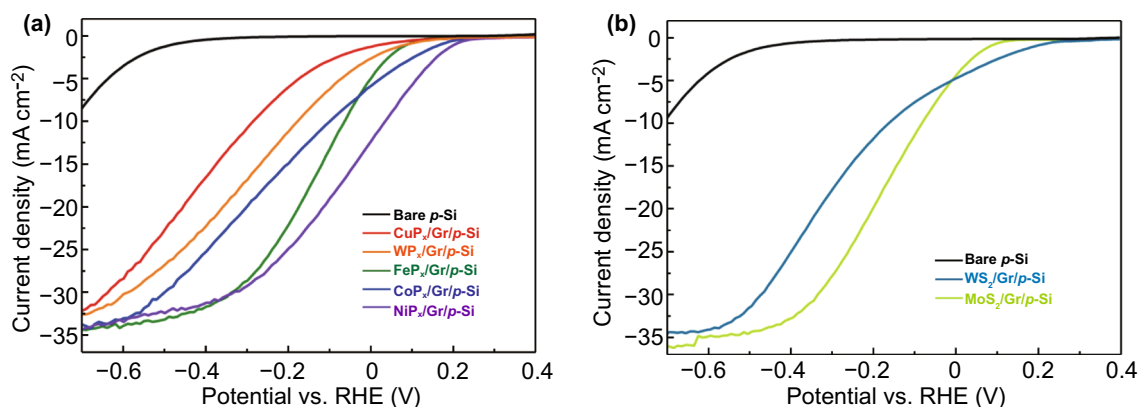 (a)
Current density (mA cm⁻²)
0
−5
−10
−15
−20
−25
−30
−35
Bare p-Si
CuPₓ/Gr/p-Si
WPₓ/Gr/p-Si
FePₓ/Gr/p-Si
CoPₓ/Gr/p-Si
NiPₓ/Gr/p-Si
−0.6 −0.4 −0.2 0 0.2 0.4
Potential vs. RHE (V)
(b)
Current density (mA cm⁻²)
0
−5
−10
−15
−20
−25
−30
−35
Bare p-Si
WS₂/Gr/p-Si
MoS₂/Gr/p-Si
−0.6 −0.4 −0.2 0 0.2 0.4
Potential vs. RHE (V)